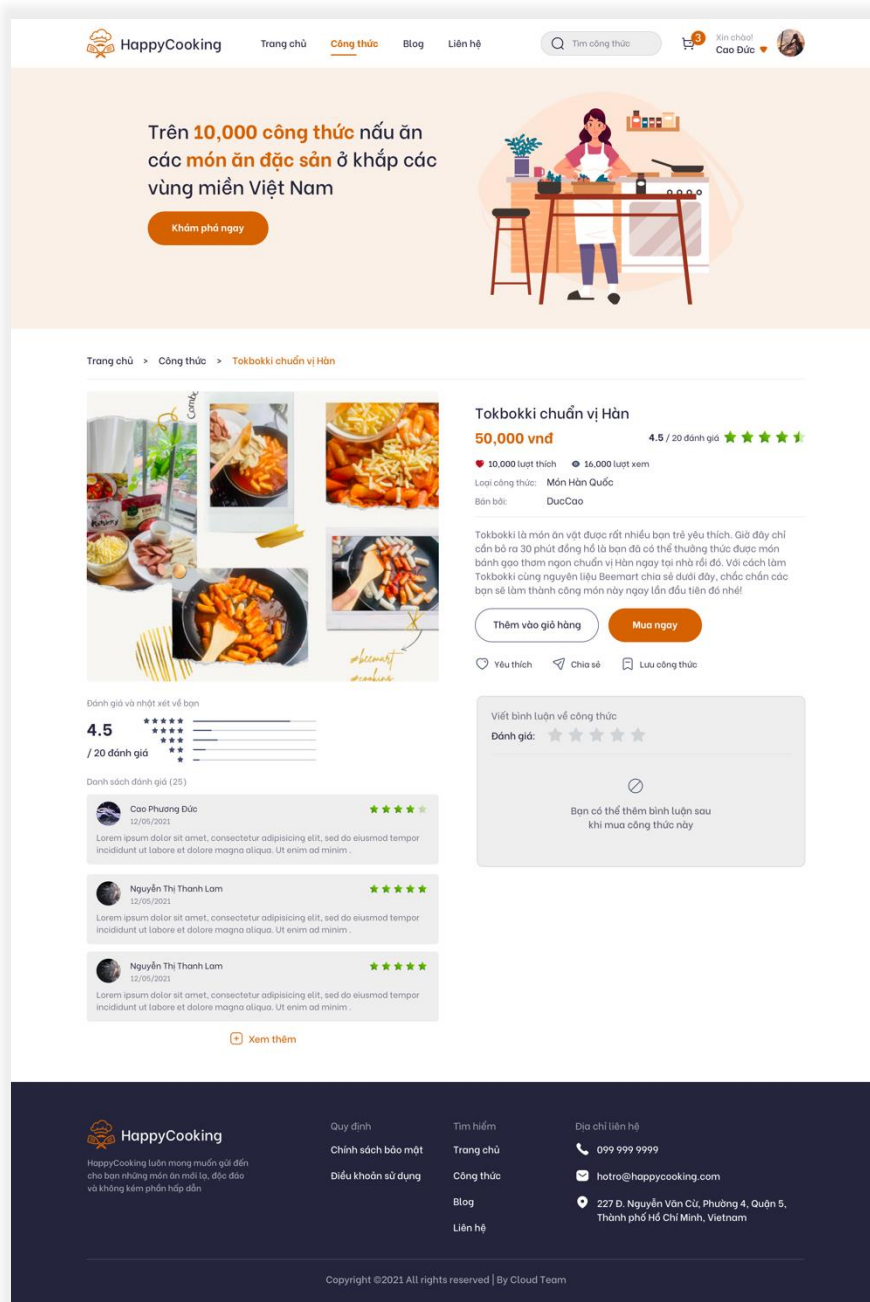 HappyCooking
Trang chủ
Công thức
Blog
Liên hệ
Tìm công thức
3
Xin chào!
Cao Đức
Trên 10,000 công thức nấu ăn
các món ăn đặc sản ở khắp các
vùng miền Việt Nam
Khám phá ngay
Trang chủ > Công thức > Tokbokki chuẩn vị Hàn
Combo
#beemart
#cooking
Tokbokki chuẩn vị Hàn
50,000 vnđ
4.5 / 20 đánh giá
10,000 lượt thích
16,000 lượt xem
Loại công thức: Món Hàn Quốc
Bán bởi: DucCao
Tokbokki là món ăn vặt được rất nhiều bạn trẻ yêu thích. Giờ đây chỉ
cần bỏ ra 30 phút đồng hồ là bạn đã có thể thưởng thức được món
bánh gạo thơm ngon chuẩn vị Hàn ngay tại nhà rồi đó. Với cách làm
Tokbokki cùng nguyên liệu Beemart chia sẻ dưới đây, chắc chắn các
bạn sẽ làm thành công món này ngay lần đầu tiên đó nhé!
Thêm vào giỏ hàng
Mua ngay
Yêu thích
Chia sẻ
Lưu công thức
Đánh giá và nhật xét về bạn
4.5
/ 20 đánh giá
Danh sách đánh giá (25)
Cao Phương Đức
12/05/2021
Lorem ipsum dolor sit amet, consectetur adipisicing elit, sed do eiusmod tempor
incididunt ut labore et dolore magna aliqua. Ut enim ad minim .
Nguyễn Thị Thanh Lam
12/05/2021
Lorem ipsum dolor sit amet, consectetur adipisicing elit, sed do eiusmod tempor
incididunt ut labore et dolore magna aliqua. Ut enim ad minim .
Nguyễn Thị Thanh Lam
12/05/2021
Lorem ipsum dolor sit amet, consectetur adipisicing elit, sed do eiusmod tempor
incididunt ut labore et dolore magna aliqua. Ut enim ad minim .
Xem thêm
Viết bình luận về công thức
Đánh giá:
Bạn có thể thêm bình luận sau
khi mua công thức này
HappyCooking
HappyCooking luôn mong muốn gửi đến
cho bạn những món ăn mới lạ, độc đáo
và không kém phần hấp dẫn
Quy định
Chính sách bảo mật
Điều khoản sử dụng
Tìm hiểm
Trang chủ
Công thức
Blog
Liên hệ
Địa chỉ liên hệ
099 999 9999
hotro@happycooking.com
227 Đ. Nguyễn Văn Cừ, Phường 4, Quận 5,
Thành phố Hồ Chí Minh, Vietnam
Copyright ©2021 All rights reserved | By Cloud Team